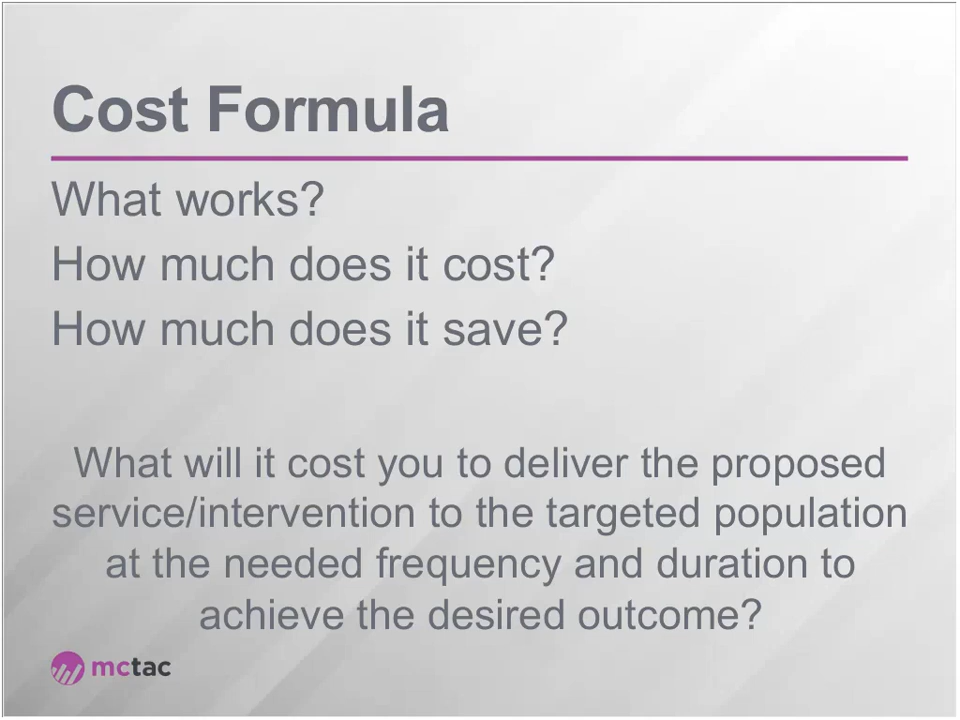 Cost Formula
What works?
How much does it cost?
How much does it save?
What will it cost you to deliver the proposed
service/intervention to the targeted population
at the needed frequency and duration to
achieve the desired outcome?
mctac